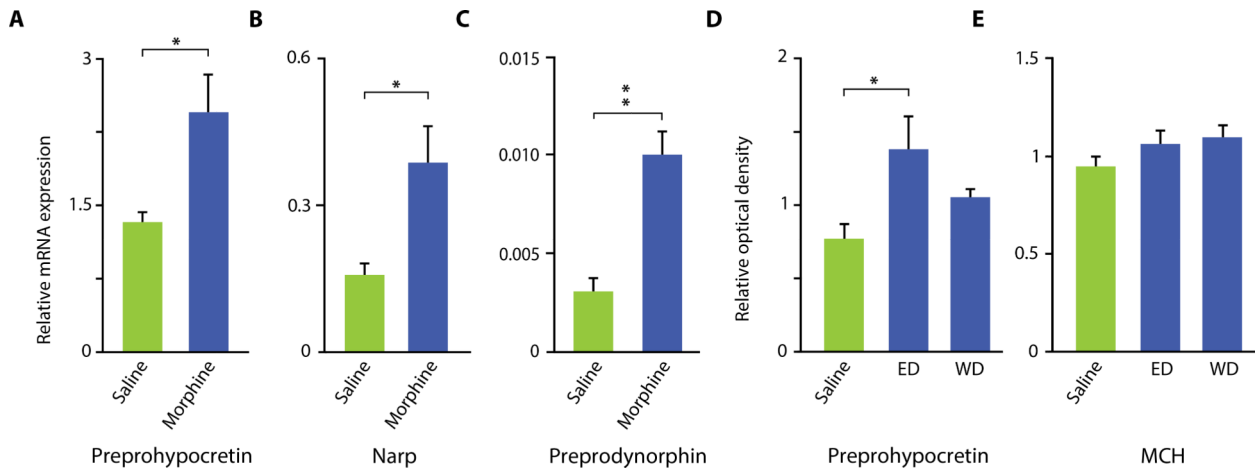 A
B
C
D
E
Relative mRNA expression
3
1.5
0
*
Saline
Morphine
Preprohypocretin
0.6
0.3
0
*
Saline
Morphine
Narp
0.015
0.010
0.005
0
**
Saline
Morphine
Preprodynorphin
Relative optical density
2
1
0
*
Saline
ED
WD
Preprohypocretin
1.5
1
0.5
0
Saline
ED
WD
MCH